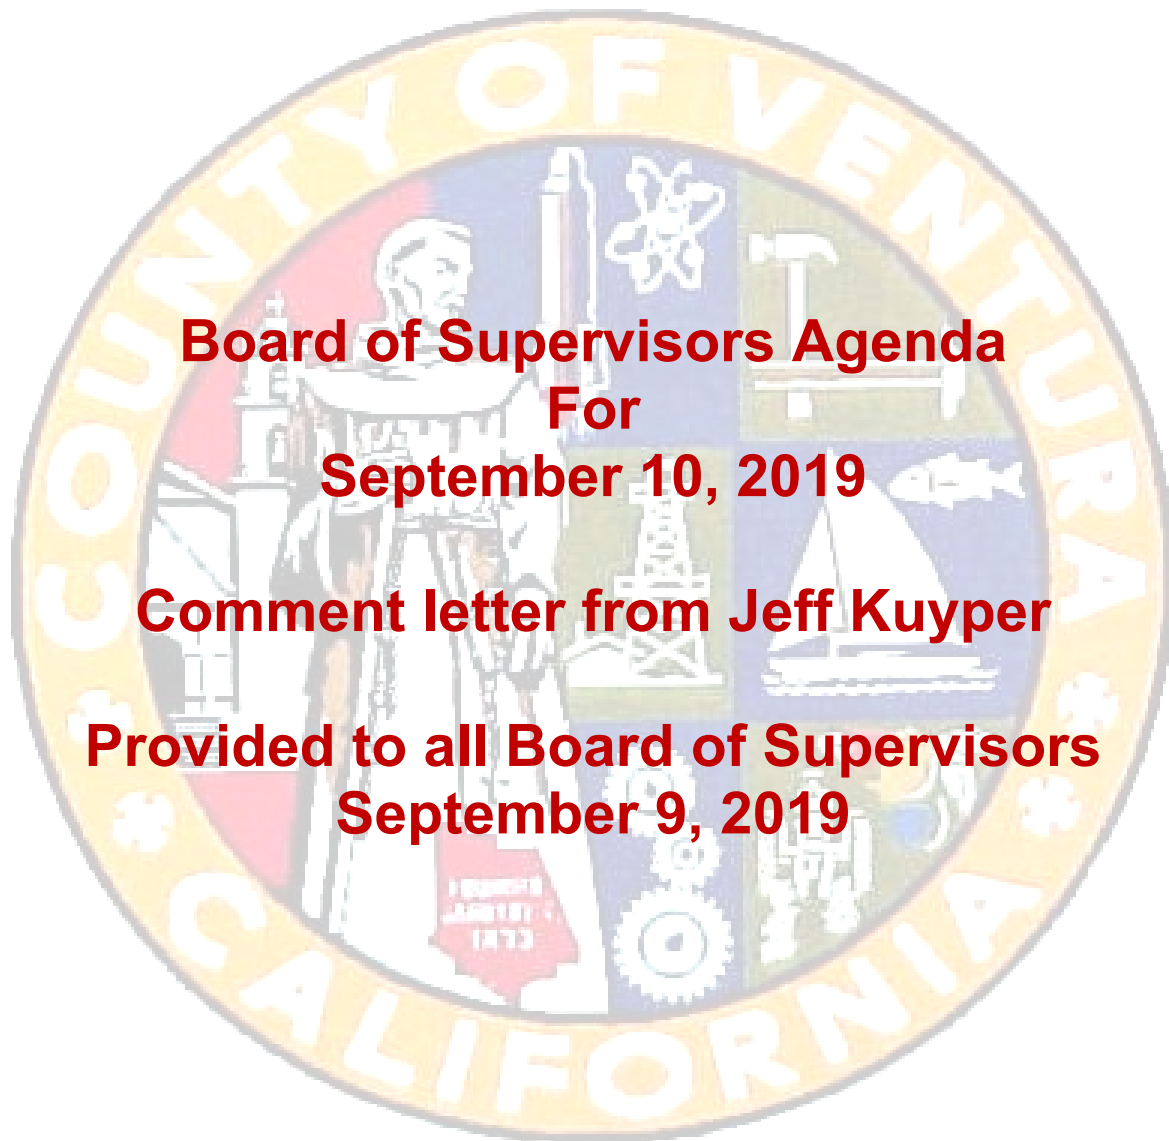 COUNTY OF VENTURA
Board of Supervisors Agenda
For
September 10, 2019
Comment letter from Jeff Kuyper
Provided to all Board of Supervisors
September 9, 2019
1873
CALIFORNIA